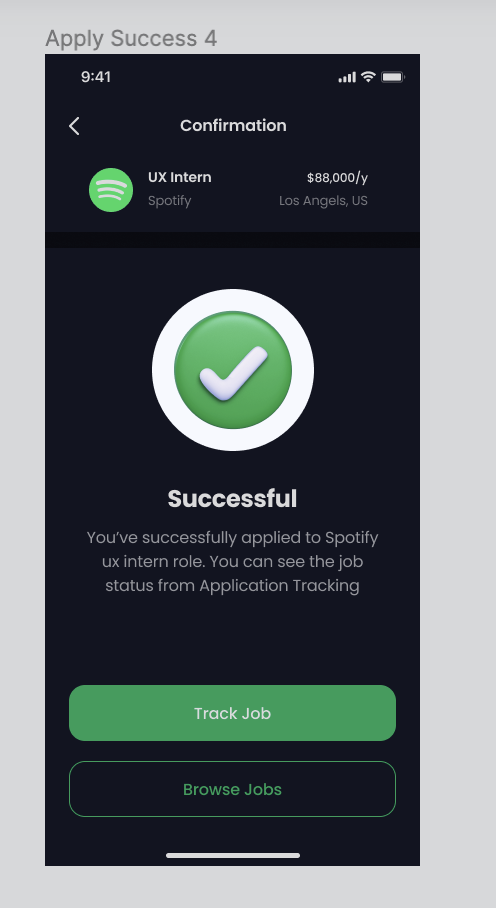 Apply Success 4
9:41
Confirmation
UX Intern
$88,000/y
Spotify
Los Angels, US
Successful
You’ve successfully applied to Spotify
ux intern role. You can see the job
status from Application Tracking
Track Job
Browse Jobs